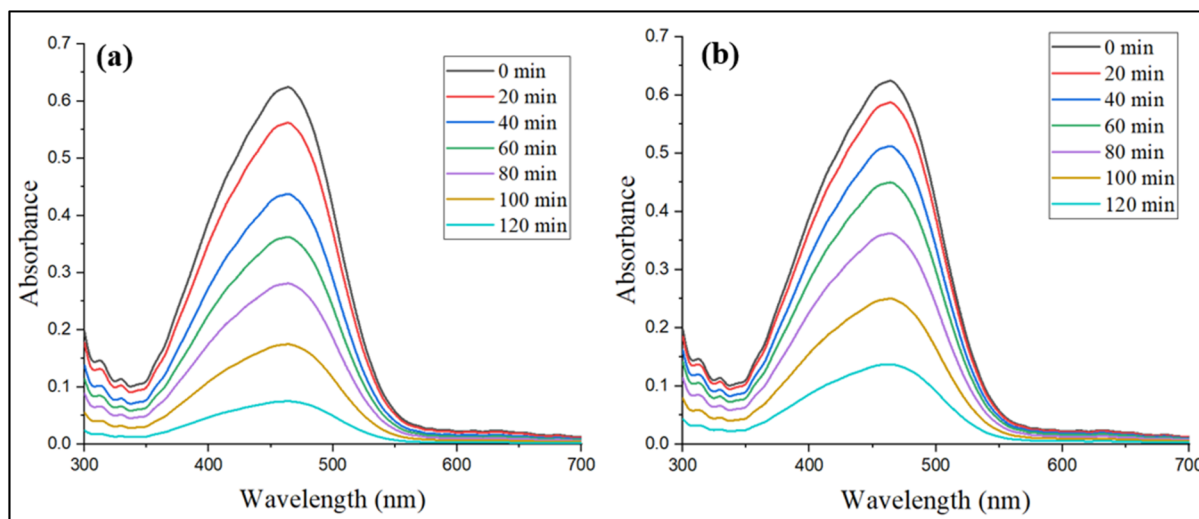 (a)
0.7
0.6
0.5
0.4
0.3
0.2
0.1
0.0
Absorbance
300
400
500
600
700
Wavelength (nm)
0 min
20 min
40 min
60 min
80 min
100 min
120 min
(b)
0.7
0.6
0.5
0.4
0.3
0.2
0.1
0.0
Absorbance
300
400
500
600
700
Wavelength (nm)
0 min
20 min
40 min
60 min
80 min
100 min
120 min